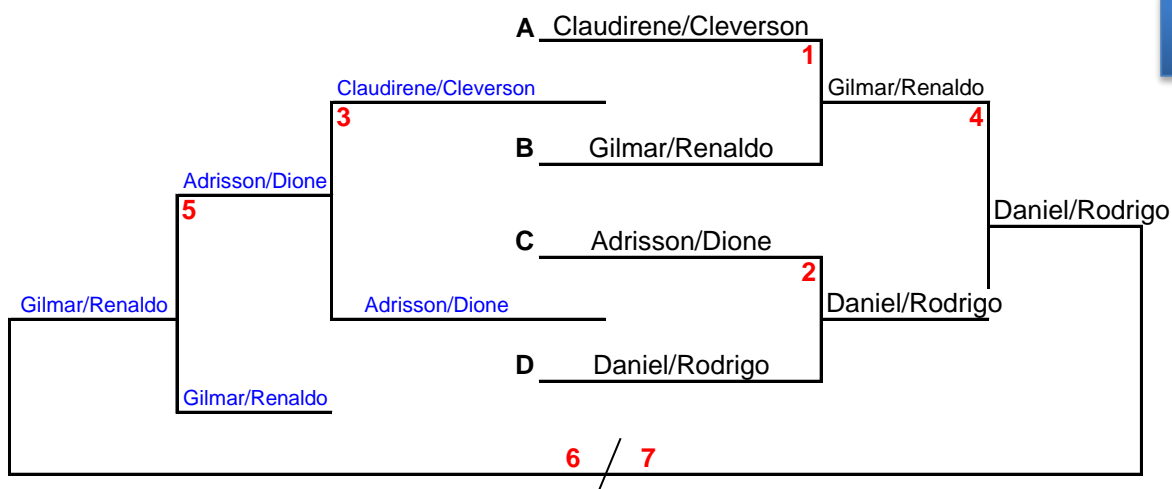 A Claudirene/Cleverson
1
Claudirene/Cleverson
Gilmar/Renaldo
3
4
B Gilmar/Renaldo
Adrisson/Dione
5
Daniel/Rodrigo
C Adrisson/Dione
2
Gilmar/Renaldo
Adrisson/Dione
Daniel/Rodrigo
D Daniel/Rodrigo
Gilmar/Renaldo
6 / 7